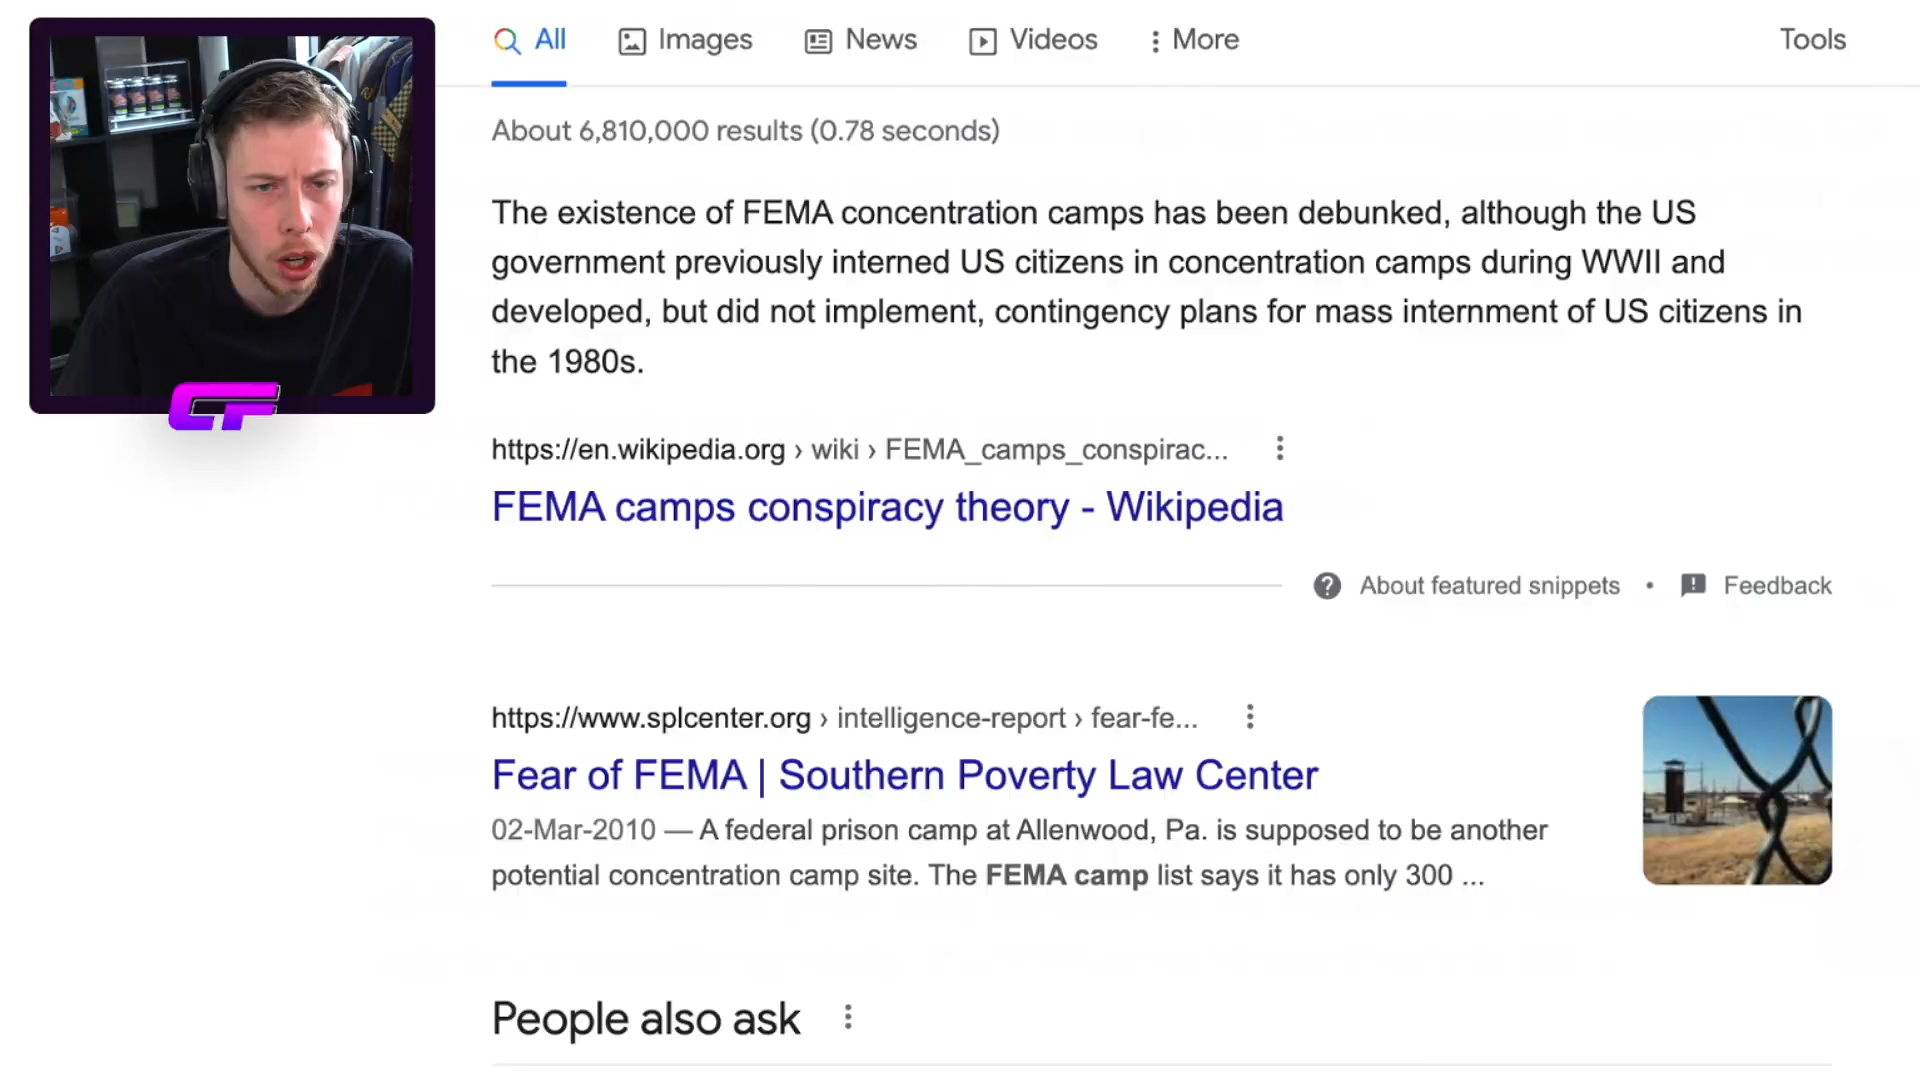 All
Images
News
Videos
More
Tools
About 6,810,000 results (0.78 seconds)
The existence of FEMA concentration camps has been debunked, although the US
government previously interned US citizens in concentration camps during WWII and
developed, but did not implement, contingency plans for mass internment of US citizens in
the 1980s.
https://en.wikipedia.org › wiki › FEMA_camps_conspirac...
FEMA camps conspiracy theory - Wikipedia
About featured snippets • Feedback
https://www.splcenter.org › intelligence-report › fear-fe...
Fear of FEMA | Southern Poverty Law Center
02-Mar-2010 — A federal prison camp at Allenwood, Pa. is supposed to be another
potential concentration camp site. The FEMA camp list says it has only 300 ...
People also ask
CF